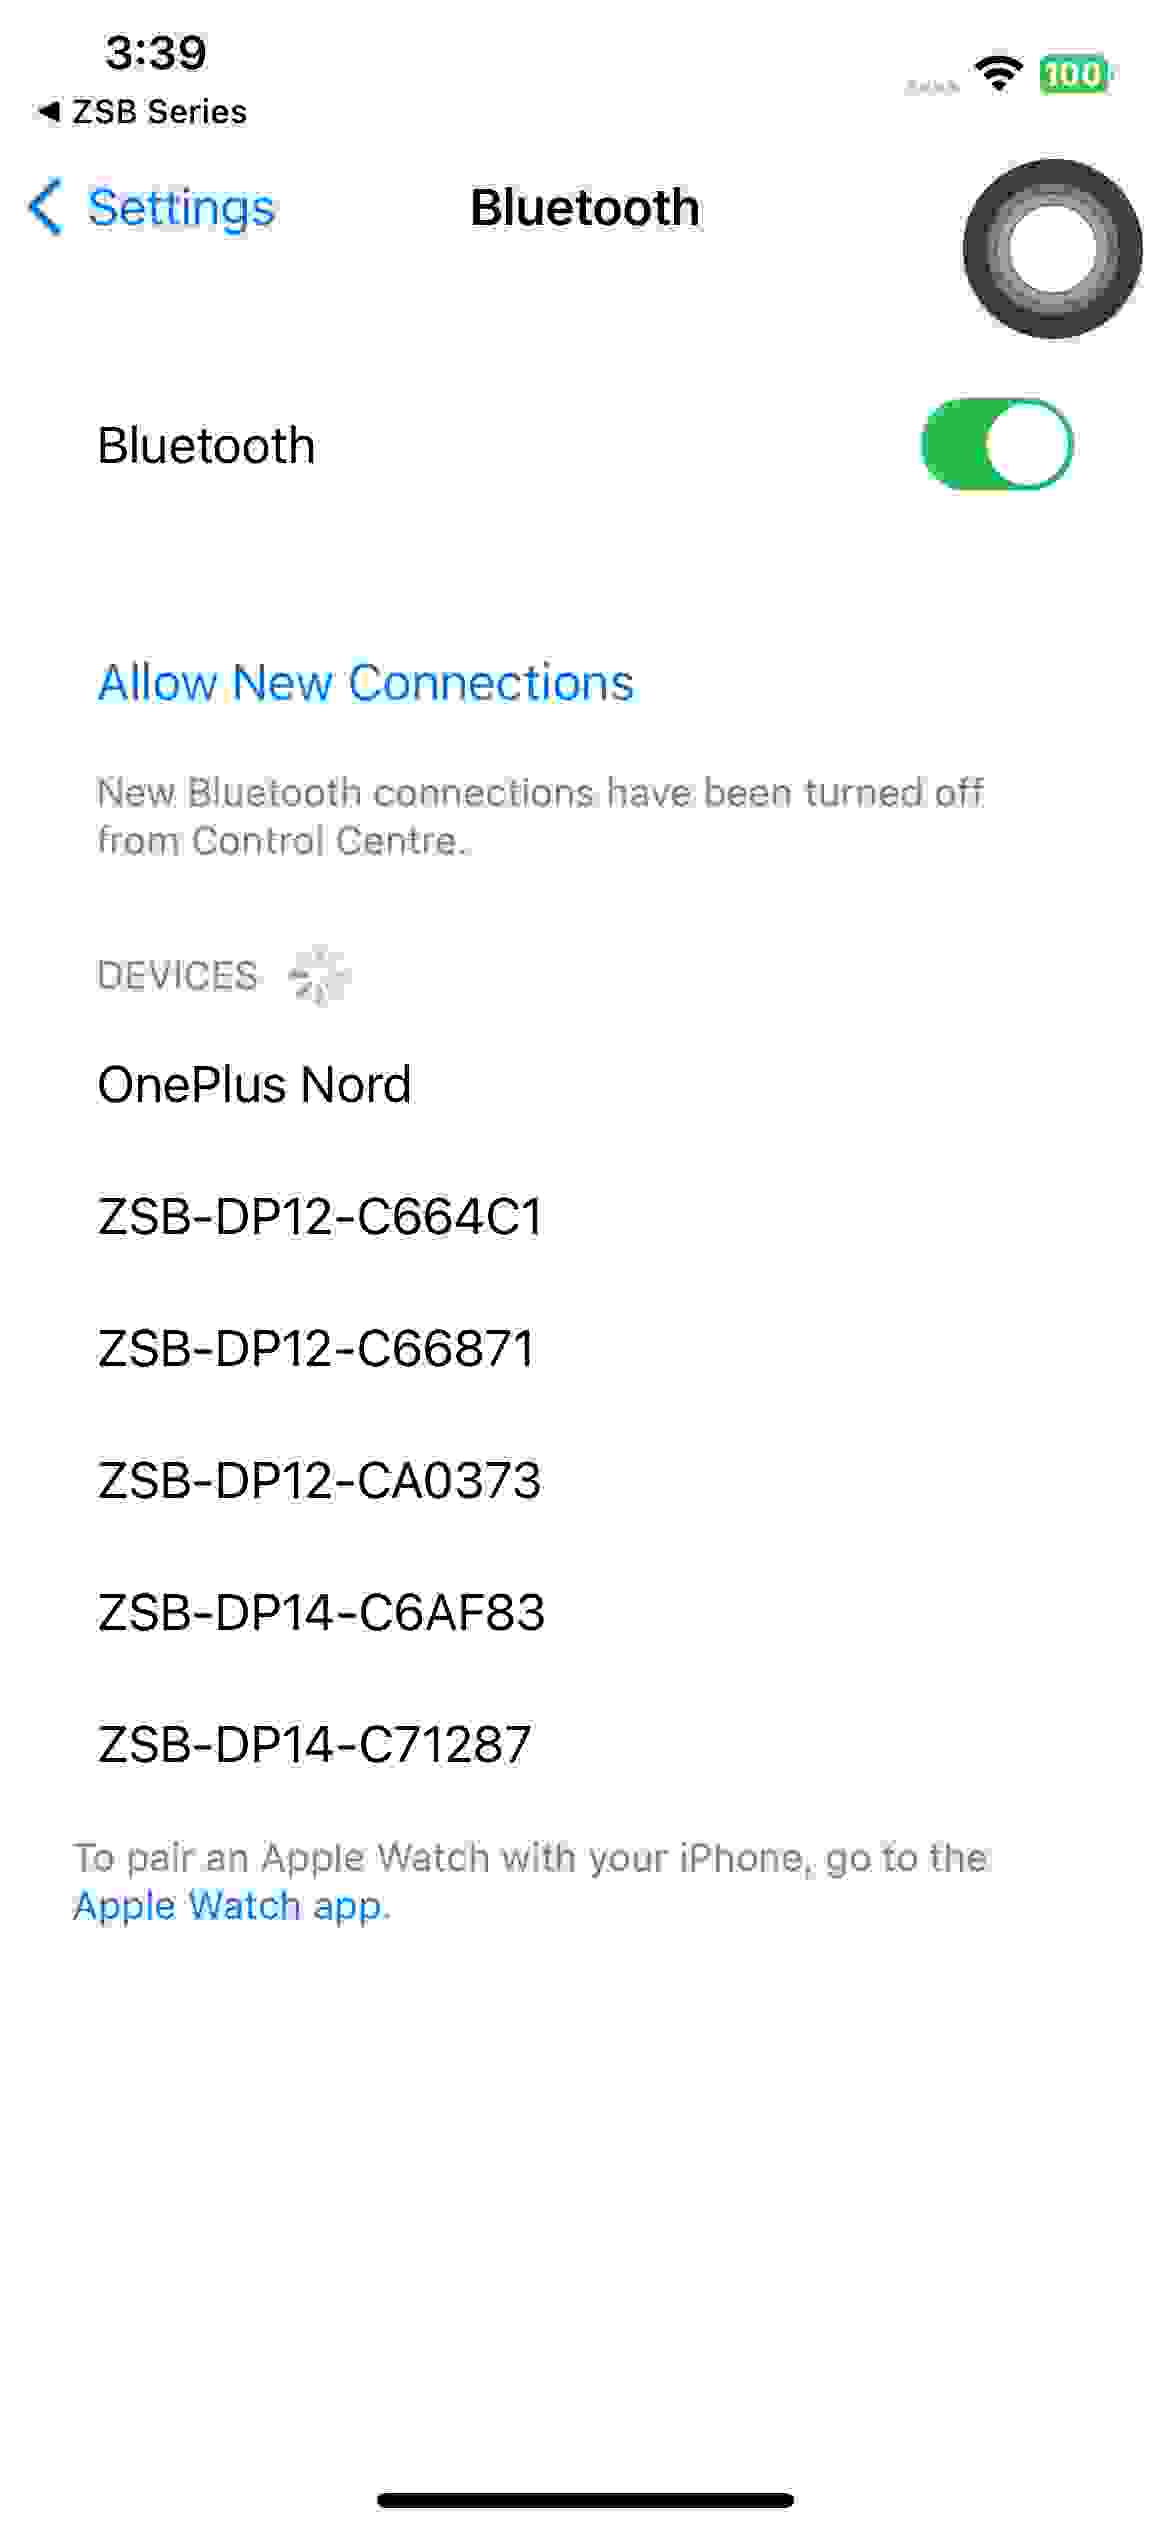 3:39
100
◀ ZSB Series
Settings
Bluetooth
Bluetooth
Allow New Connections
New Bluetooth connections have been turned off
from Control Centre.
DEVICES
OnePlus Nord
ZSB-DP12-C664C1
ZSB-DP12-C66871
ZSB-DP12-CA0373
ZSB-DP14-C6AF83
ZSB-DP14-C71287
To pair an Apple Watch with your iPhone, go to the
Apple Watch app.